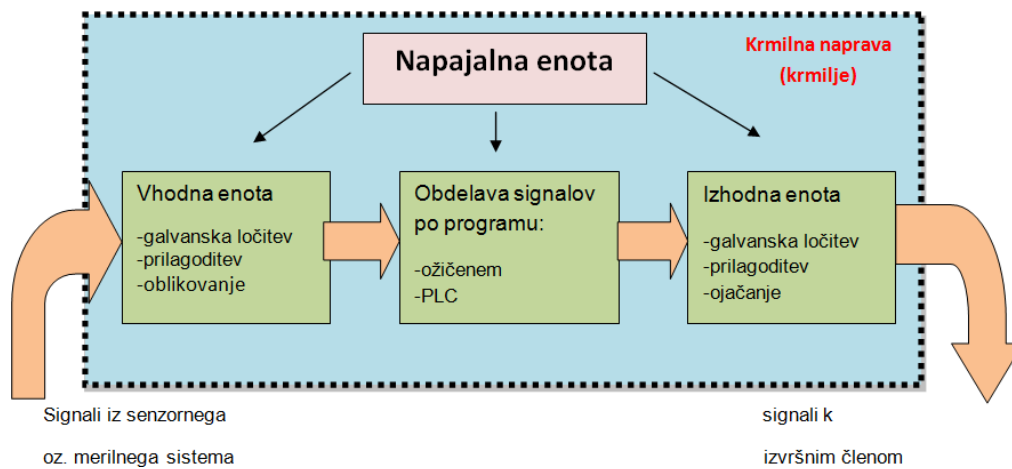 Napajalna enota
Krmilna naprava
(krmilje)
Vhodna enota
-galvanska ločitev
-prilagoditev
-oblikovanje
Obdelava signalov
po programu:
-ožičenem
-PLC
Izhodna enota
-galvanska ločitev
-prilagoditev
-ojačanje
Signali iz senzornega
oz. merilnega sistema
signali k
izvršnim členom